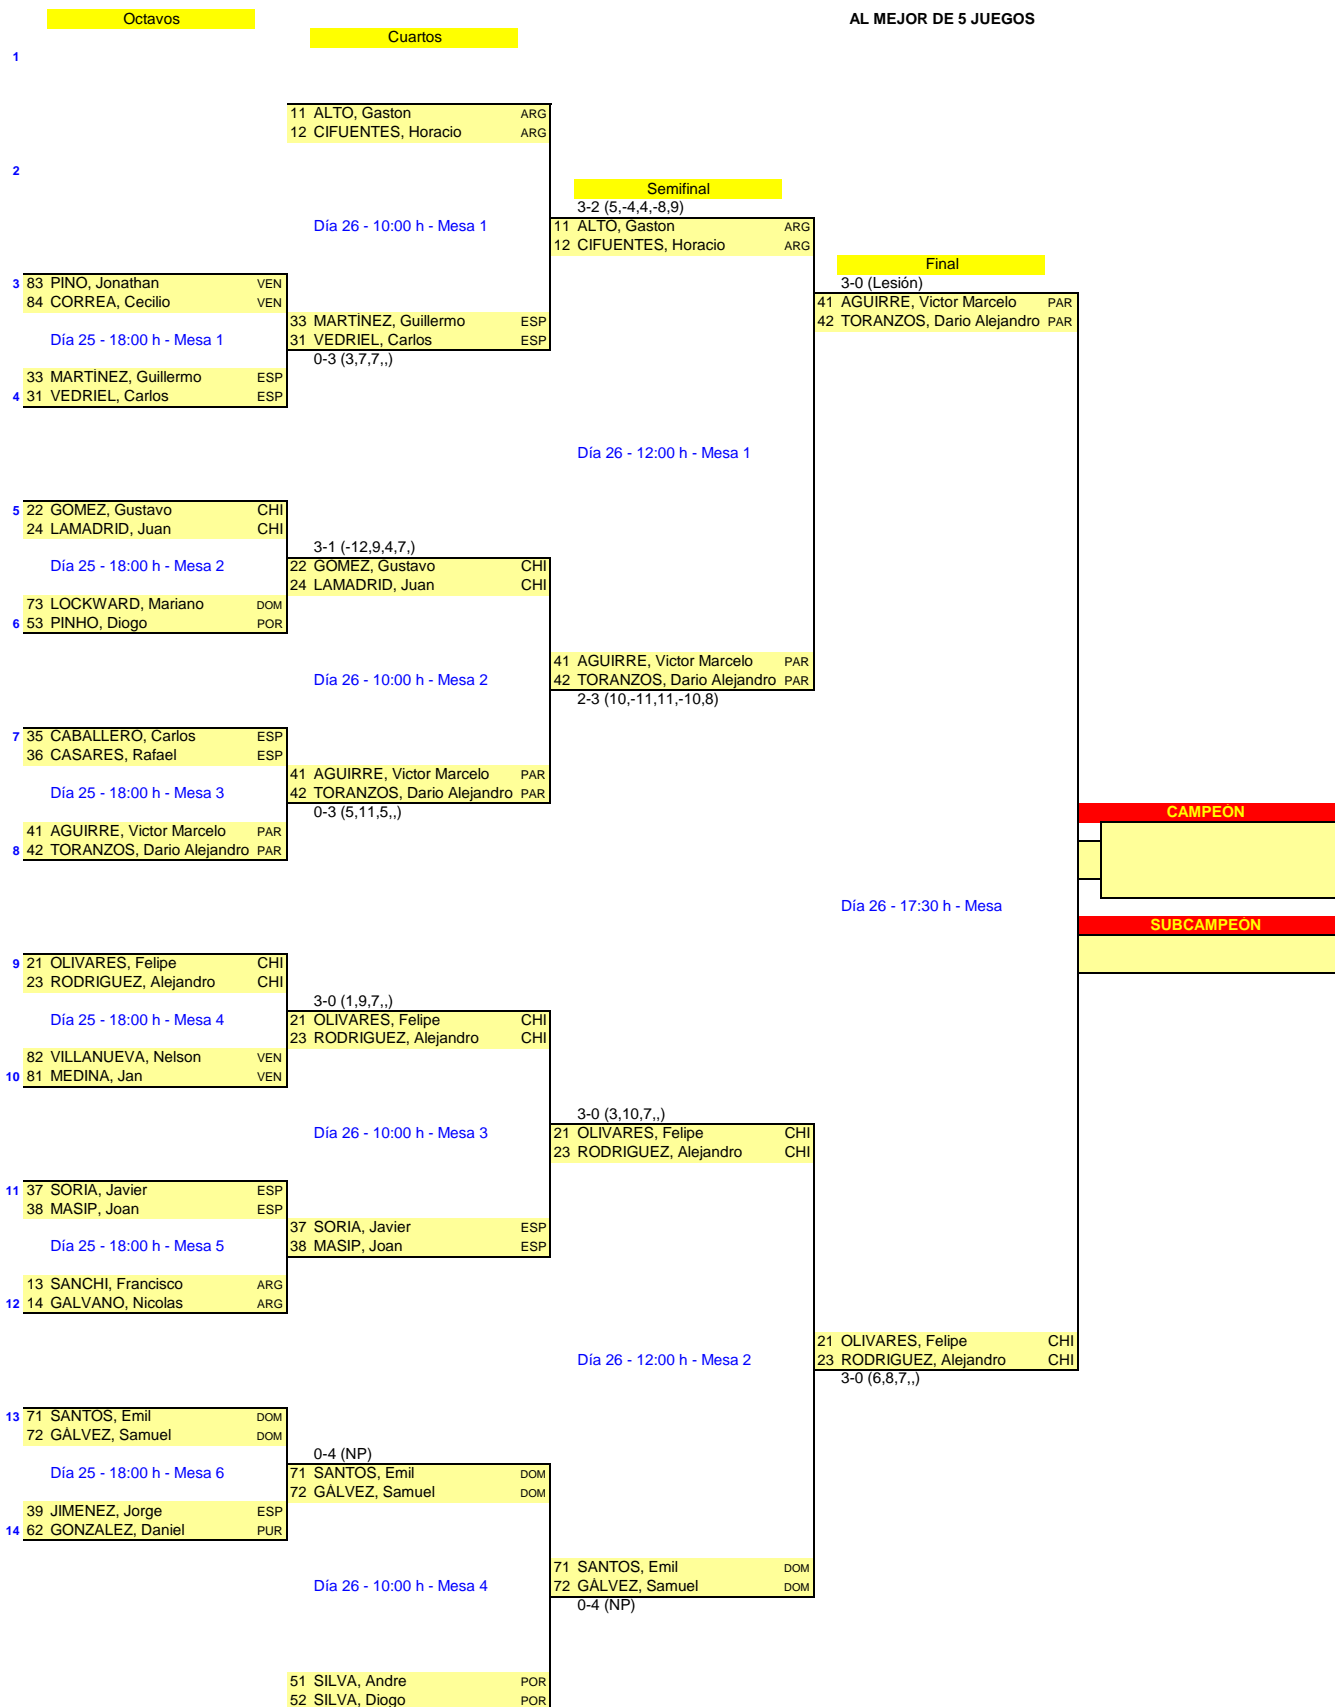 Octavos
AL MEJOR DE 5 JUEGOS
Cuartos
1
11 ALTO, Gaston ARG
12 CIFUENTES, Horacio ARG
2
Semifinal
3-2 (5,-4,4,-8,9)
Día 26 - 10:00 h - Mesa 1
11 ALTO, Gaston ARG
12 CIFUENTES, Horacio ARG
Final
3 83 PINO, Jonathan VEN
3-0 (Lesión)
84 CORREA, Cecilio VEN
41 AGUIRRE, Victor Marcelo PAR
33 MARTÍNEZ, Guillermo ESP
42 TORANZOS, Dario Alejandro PAR
Día 25 - 18:00 h - Mesa 1
31 VEDRIEL, Carlos ESP
0-3 (3,7,7,,)
33 MARTÍNEZ, Guillermo ESP
4 31 VEDRIEL, Carlos ESP
Día 26 - 12:00 h - Mesa 1
5 22 GOMEZ, Gustavo CHI
24 LAMADRID, Juan CHI
3-1 (-12,9,4,7,)
Día 25 - 18:00 h - Mesa 2
22 GOMEZ, Gustavo CHI
24 LAMADRID, Juan CHI
73 LOCKWARD, Mariano DOM
6 53 PINHO, Diogo POR
41 AGUIRRE, Victor Marcelo PAR
Día 26 - 10:00 h - Mesa 2
42 TORANZOS, Dario Alejandro PAR
2-3 (10,-11,11,-10,8)
7 35 CABALLERO, Carlos ESP
36 CASARES, Rafael ESP
41 AGUIRRE, Victor Marcelo PAR
Día 25 - 18:00 h - Mesa 3
42 TORANZOS, Dario Alejandro PAR
0-3 (5,11,5,,)
CAMPEÓN
41 AGUIRRE, Victor Marcelo PAR
8 42 TORANZOS, Dario Alejandro PAR
Día 26 - 17:30 h - Mesa
SUBCAMPEÓN
9 21 OLIVARES, Felipe CHI
23 RODRIGUEZ, Alejandro CHI
3-0 (1,9,7,,)
Día 25 - 18:00 h - Mesa 4
21 OLIVARES, Felipe CHI
23 RODRIGUEZ, Alejandro CHI
82 VILLANUEVA, Nelson VEN
10 81 MEDINA, Jan VEN
3-0 (3,10,7,,)
Día 26 - 10:00 h - Mesa 3
21 OLIVARES, Felipe CHI
23 RODRIGUEZ, Alejandro CHI
11 37 SORIA, Javier ESP
38 MASIP, Joan ESP
37 SORIA, Javier ESP
Día 25 - 18:00 h - Mesa 5
38 MASIP, Joan ESP
13 SANCHI, Francisco ARG
12 14 GALVANO, Nicolas ARG
21 OLIVARES, Felipe CHI
Día 26 - 12:00 h - Mesa 2
23 RODRIGUEZ, Alejandro CHI
3-0 (6,8,7,,)
13 71 SANTOS, Emil DOM
72 GÁLVEZ, Samuel DOM
0-4 (NP)
Día 25 - 18:00 h - Mesa 6
71 SANTOS, Emil DOM
72 GÁLVEZ, Samuel DOM
39 JIMENEZ, Jorge ESP
14 62 GONZALEZ, Daniel PUR
71 SANTOS, Emil DOM
Día 26 - 10:00 h - Mesa 4
72 GÁLVEZ, Samuel DOM
0-4 (NP)
51 SILVA, Andre POR
52 SILVA, Diogo POR